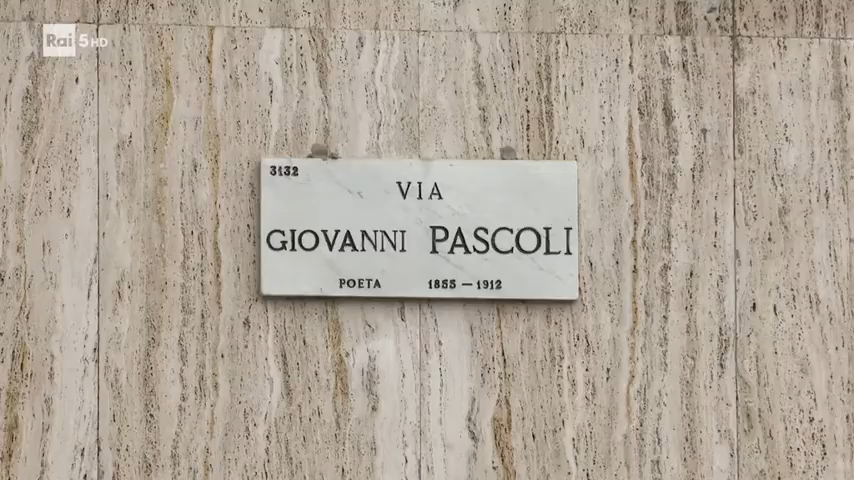 Rai 5 HD
3132
VIA
GIOVANNI PASCOLI
POETA 1855 — 1912